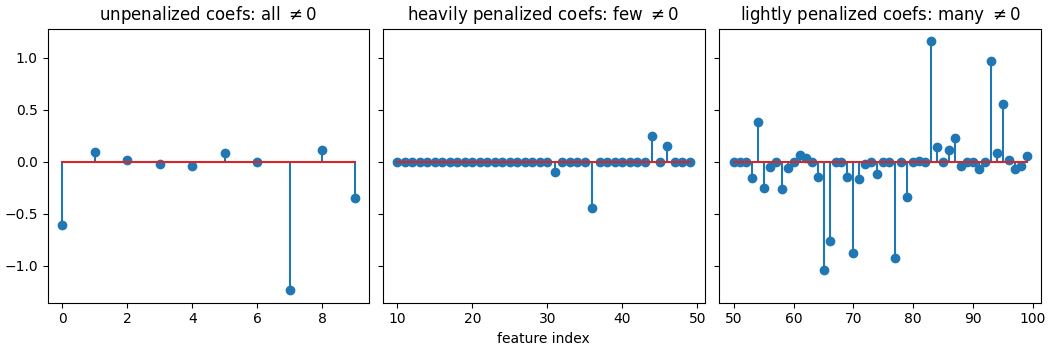 unpenalized coefs: all ≠0
heavily penalized coefs: few ≠0
lightly penalized coefs: many ≠0
1.0
0.5
0.0
−0.5
−1.0
0 2 4 6 8
10 20 30 40 50
50 60 70 80 90 100
feature index